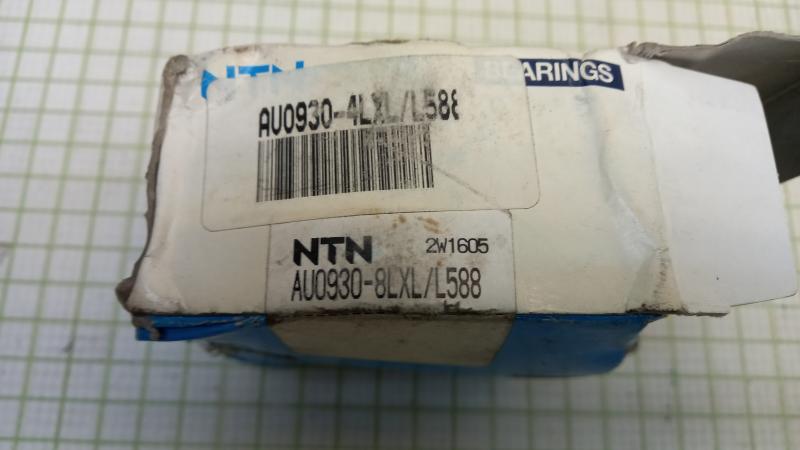 NTN BEARINGS
AU0930-4LXL/L588
NTN 2W1605
AU0930-8LXL/L588